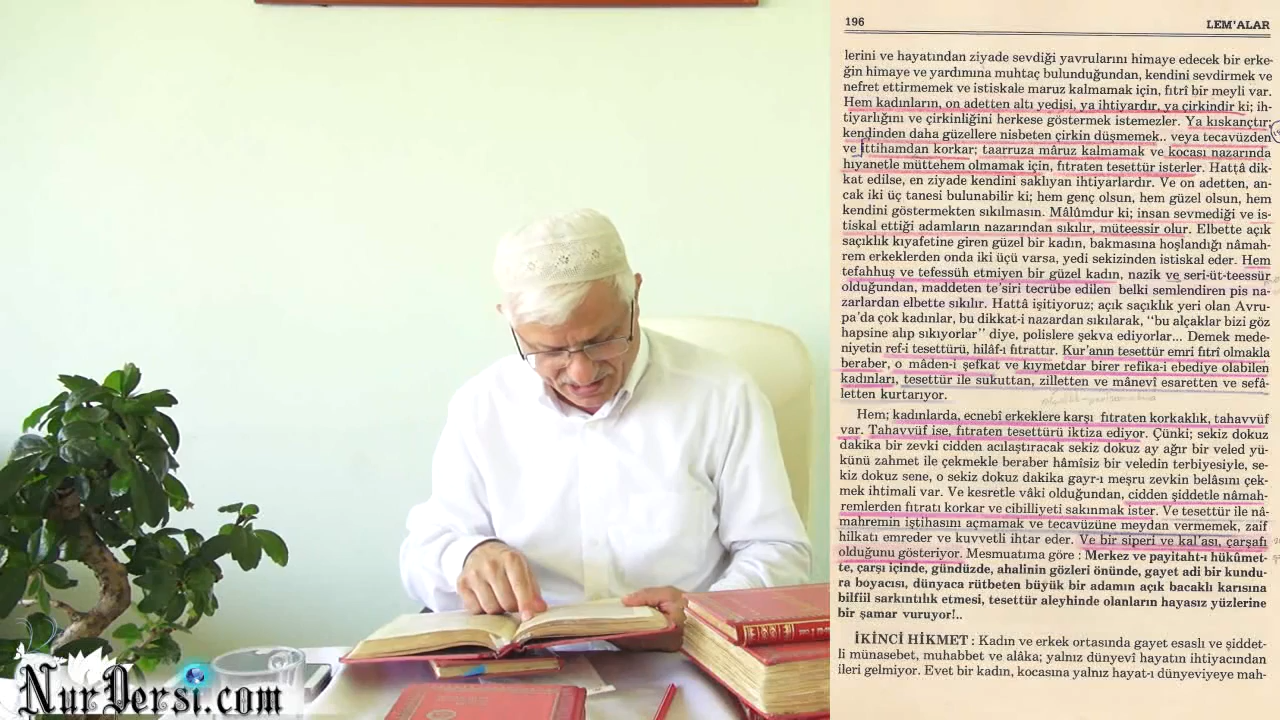 196
LEM'ALAR
lerini ve hayatından ziyade sevdiği yavrularını himaye edecek bir erke-
ğin himaye ve yardımına muhtaç bulunduğundan, kendini sevdirmek ve
nefret ettirmemek ve istiskale maruz kalmamak için, fıtrî bir meyli var.
Hem kadınların, on adetten altı yedisi, ya ihtiyardır, ya çirkindir ki; ih-
tiyarlığını ve çirkinliğini herkese göstermek istemezler. Ya kıskançtır;
kendinden daha güzellere nisbeten çirkin düşmemek.. veya tecavüzden
ve ittihamdan korkar; taarruza mâruz kalmamak ve kocası nazarında
hıyanetle müttehem olmamak için, fıtraten tesettür isterler. Hattâ dik-
kat edilse, en ziyade kendini saklıyan ihtiyarlardır. Ve on adetten, an-
cak iki üç tanesi bulunabilir ki; hem genç olsun, hem güzel olsun, hem
kendini göstermekten sıkılmasın. Mâlûmdur ki; insan sevmediği ve is-
tiskal ettiği adamların nazarından sıkılır, müteessir olur. Elbette açık
saçıklık kıyafetine giren güzel bir kadın, bakmasına hoşlandığı nâmah-
rem erkeklerden onda iki üçü varsa, yedi sekizinden istiskal eder. Hem
tefahhuş ve tefessüh etmiyen bir güzel kadın, nazik ve seri-üt-teessür
olduğundan, maddeten te'siri tecrübe edilen belki semlendiren pis na-
zarlardan elbette sıkılır. Hattâ işitiyoruz; açık saçıklık yeri olan Avru-
pa'da çok kadınlar, bu dikkat-i nazardan sıkılarak, "bu alçaklar bizi göz
hapsine alıp sıkıyorlar" diye, polislere şekva ediyorlar... Demek mede-
niyetin ref-i tesettürü, hilâf-ı fıtrattır. Kur'anın tesettür emri fıtrî olmakla
beraber, o mâden-i şefkat ve kıymetdar birer refika-i ebediye olabilen
kadınları, tesettür ile sukuttan, zilletten ve mânevî esaretten ve sefâ-
letten kurtarıyor.
Hem; kadınlarda, ecnebî erkeklere karşı fıtraten korkaklık, tahavvüf
var. Tahavvüf ise, fıtraten tesettürü iktiza ediyor. Çünki; sekiz dokuz
dakika bir zevki cidden acılaştıracak sekiz dokuz ay ağır bir veled yü-
künü zahmet ile çekmekle beraber hâmisiz bir veledin terbiyesiyle, se-
kiz dokuz sene, o sekiz dokuz dakika gayr-ı meşru zevkin belâsını çek-
mek ihtimali var. Ve kesretle vâki olduğundan, cidden şiddetle nâmah-
remlerden fıtratı korkar ve cibilliyeti sakınmak ister. Ve tesettür ile nâ-
mahremin iştihasını açmamak ve tecavüzüne meydan vermemek, zaif
hilkatı emreder ve kuvvetli ihtar eder. Ve bir siperi ve kal'ası, çarşafı
olduğunu gösteriyor. Mesmuatıma göre : Merkez ve payitaht-ı hükûmet-
te, çarşı içinde, gündüzde, ahalinin gözleri önünde, gayet adi bir kundu-
ra boyacısı, dünyaca rütbeten büyük bir adamın açık bacaklı karısına
bilfiil sarkıntılık etmesi, tesettür aleyhinde olanların hayasız yüzlerine
bir şamar vuruyor!..
İKİNCİ HİKMET : Kadın ve erkek ortasında gayet esaslı ve şiddet-
li münasebet, muhabbet ve alâka; yalnız dünyevî hayatın ihtiyacından
ileri gelmiyor. Evet bir kadın, kocasına yalnız hayat-ı dünyeviyeye mah-
NurDersi.com